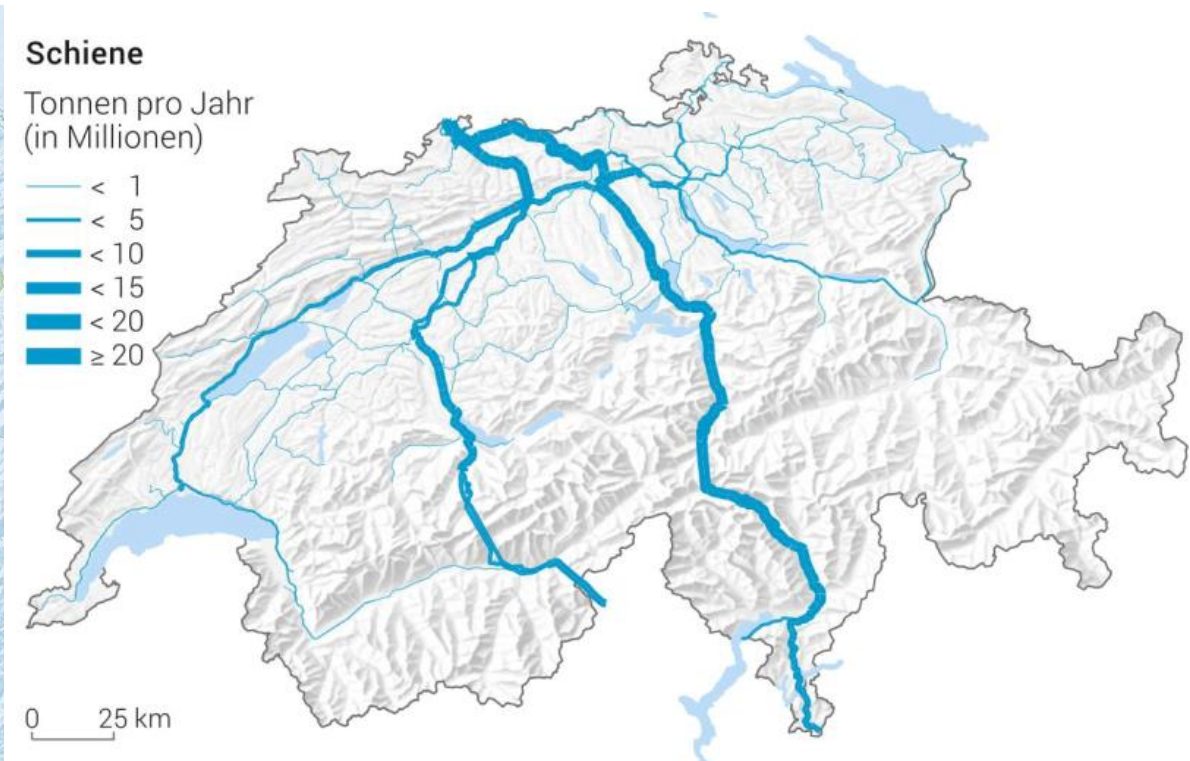 Schiene
Tonnen pro Jahr
(in Millionen)
< 1
< 5
< 10
< 15
< 20
≥ 20
0 25 km